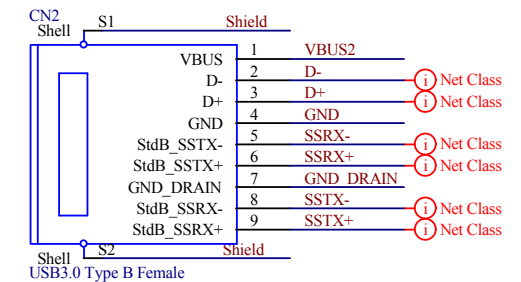 CN2
Shell S1 Shield
VBUS 1 VBUS2
D- 2 D- i Net Class
D+ 3 D+ i Net Class
GND 4 GND
StdB_SSTX- 5 SSRX- i Net Class
StdB_SSTX+ 6 SSRX+ i Net Class
GND_DRAIN 7 GND_DRAIN
StdB_SSRX- 8 SSTX- i Net Class
StdB_SSRX+ 9 SSTX+ i Net Class
Shell S2 Shield
USB3.0 Type B Female